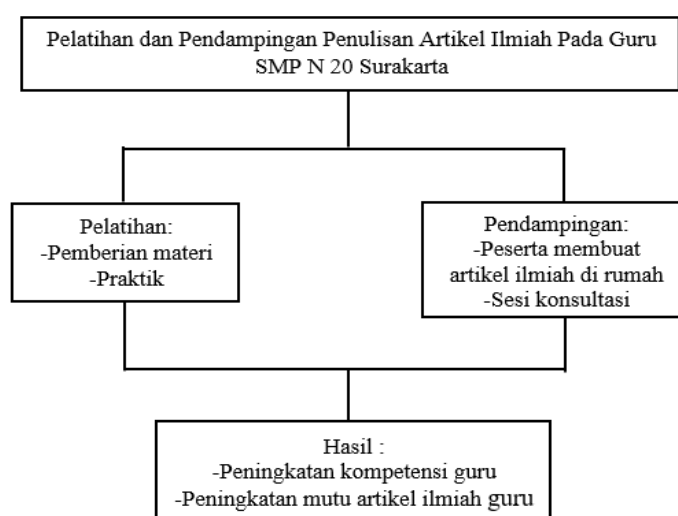 Pelatihan dan Pendampingan Penulisan Artikel Ilmiah Pada Guru
SMP N 20 Surakarta
Pelatihan:
-Pemberian materi
-Praktik
Pendampingan:
-Peserta membuat
artikel ilmiah di rumah
-Sesi konsultasi
Hasil :
-Peningkatan kompetensi guru
-Peningkatan mutu artikel ilmiah guru